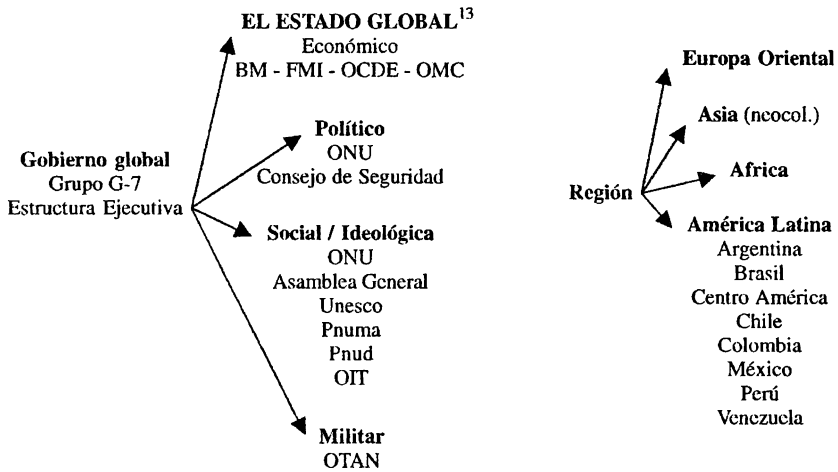 EL ESTADO GLOBAL13
Económico
BM - FMI - OCDE - OMC
Político
ONU
Consejo de Seguridad
Gobierno global
Grupo G-7
Estructura Ejecutiva
Social / Ideológica
ONU
Asamblea General
Unesco
Pnuma
Pnud
OIT
Militar
OTAN
Europa Oriental
Asia (neocol.)
Africa
Región
América Latina
Argentina
Brasil
Centro América
Chile
Colombia
México
Perú
Venezuela